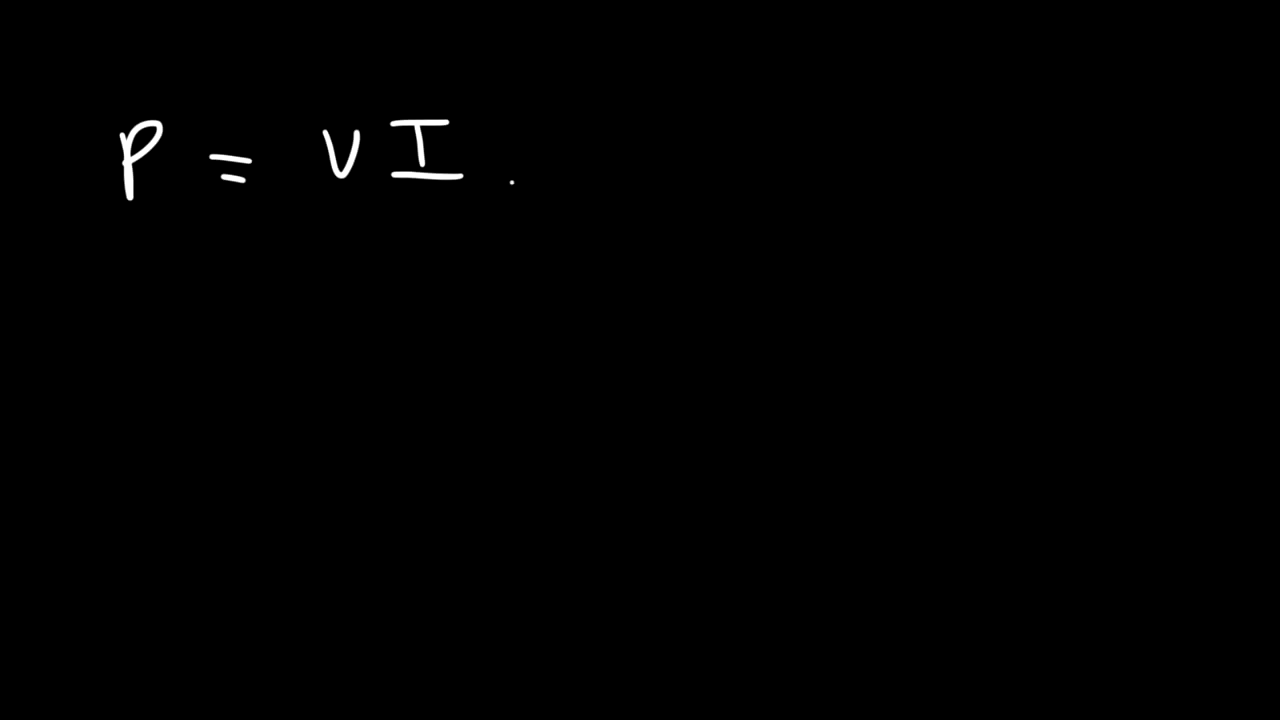 P = VI.